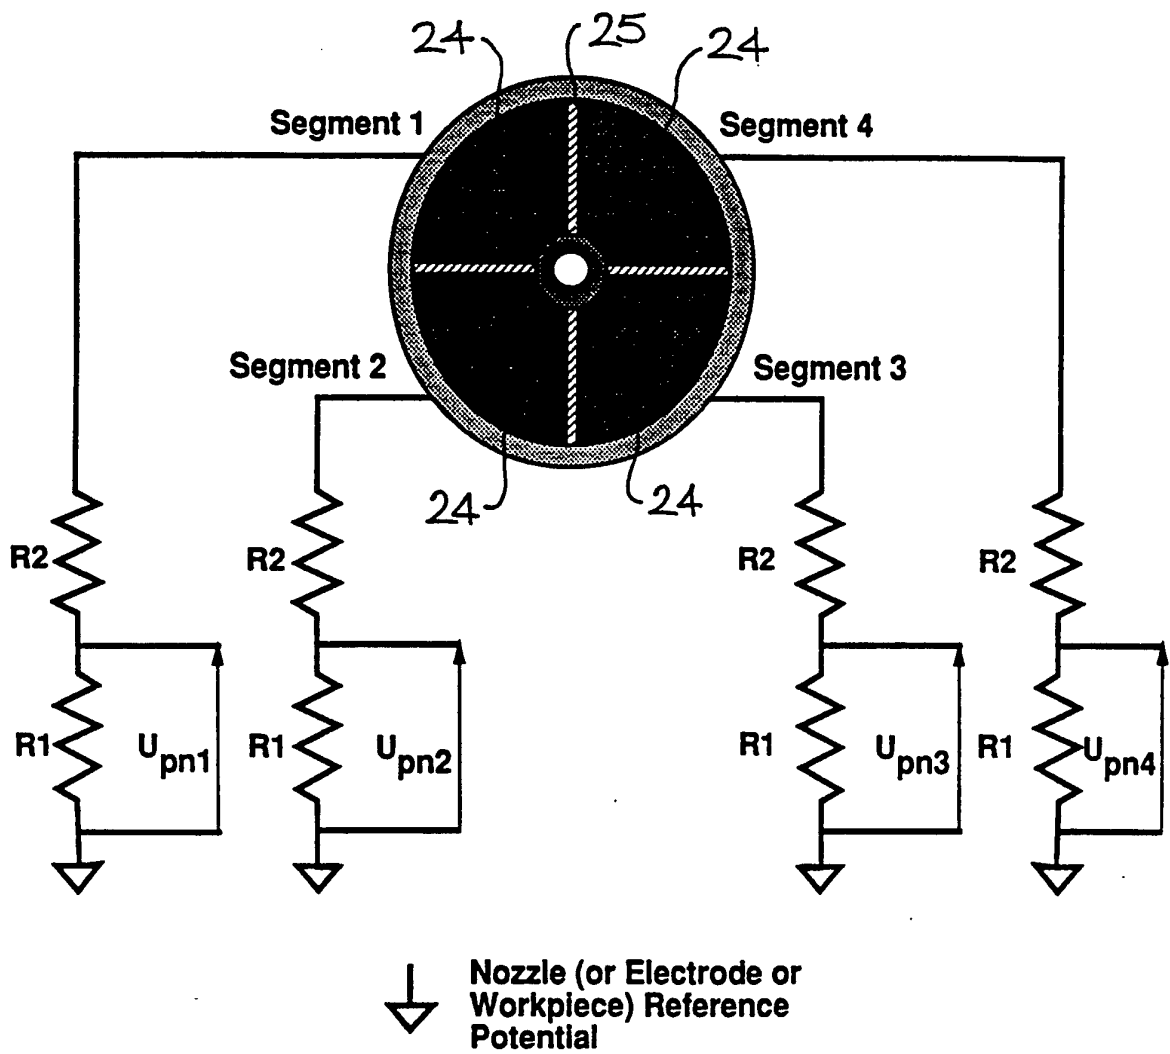 24 25 24
Segment 1 Segment 4
Segment 2 Segment 3
24 24
R2 R2 R2 R2
R1 Upn1 R1 Upn2 R1 Upn3 R1 Upn4
Nozzle (or Electrode or
Workpiece) Reference
Potential